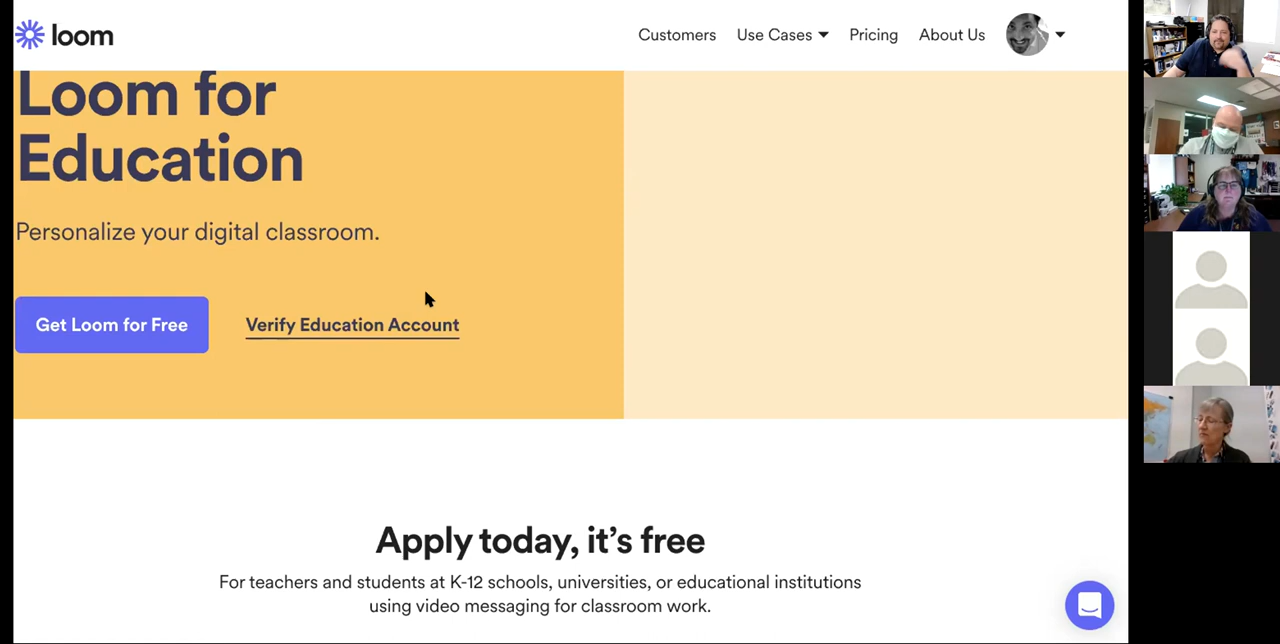 loom
Customers Use Cases Pricing About Us
Loom for
Education
Personalize your digital classroom.
Get Loom for Free Verify Education Account
Apply today, it's free
For teachers and students at K-12 schools, universities, or educational institutions
using video messaging for classroom work.